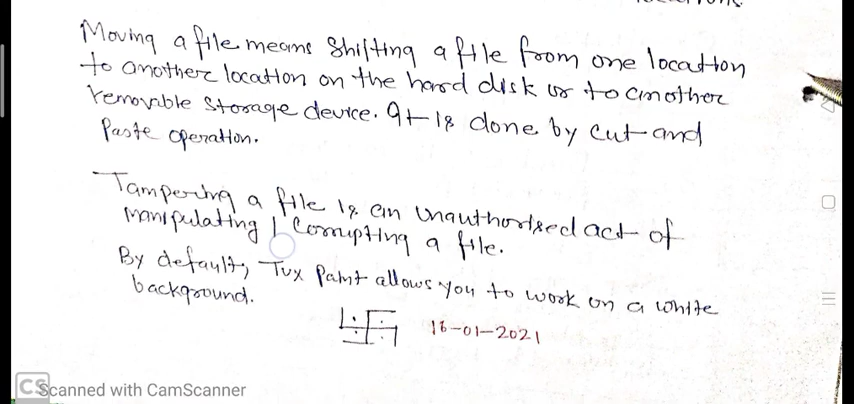 Moving a file means Shifting a file from one location
to another location on the hard disk or to another
removable Storage device. It is done by cut and
Paste operation.
Tampering a file is an unauthorised act of
manipulating / Corrupting a file.
By default, Tux Paint allows you to work on a white
background.
16-01-2021
CS Scanned with CamScanner